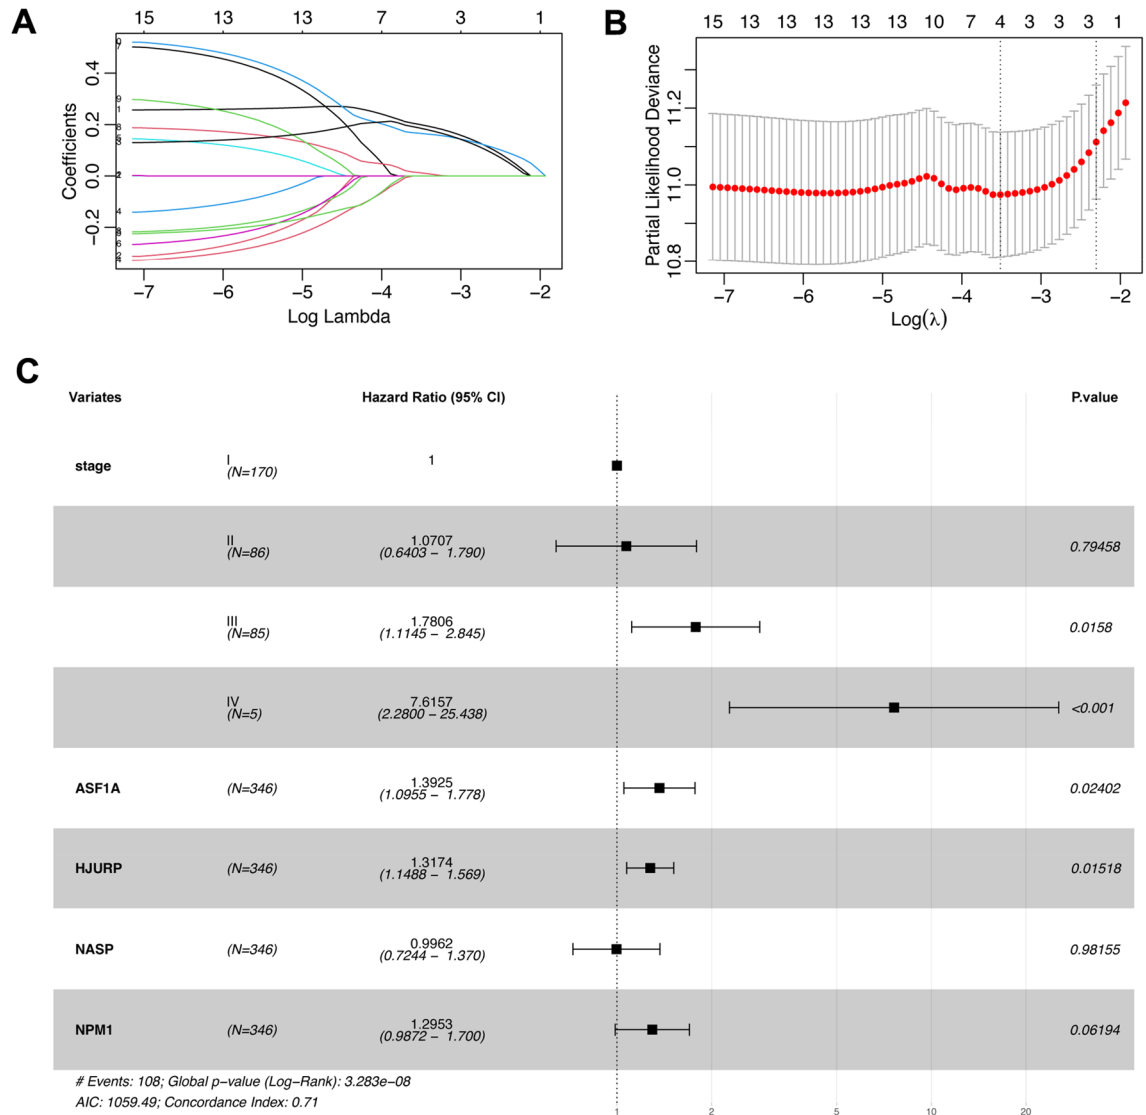 A
15 13 13 7 3 1
Coefficients
0.4
0.2
0.0
−0.2
−7 −6 −5 −4 −3 −2
Log Lambda
B
15 13 13 13 13 13 10 7 4 3 3 3 1
Partial Likelihood Deviance
11.2
11.0
10.8
−7 −6 −5 −4 −3 −2
Log(λ)
C
Variates Hazard Ratio (95% CI) P.value
stage I 1
(N=170)
II 1.0707
(N=86) (0.6403 − 1.790) 0.79458
III 1.7806
(N=85) (1.1145 − 2.845) 0.0158
IV 7.6157
(N=5) (2.2800 − 25.438) <0.001
ASF1A (N=346) 1.3925
(1.0955 − 1.778) 0.02402
HJURP (N=346) 1.3174
(1.1488 − 1.569) 0.01518
NASP (N=346) 0.9962
(0.7244 − 1.370) 0.98155
NPM1 (N=346) 1.2953
(0.9872 − 1.700) 0.06194
# Events: 108; Global p−value (Log−Rank): 3.283e−08
AIC: 1059.49; Concordance Index: 0.71
1 2 5 10 20